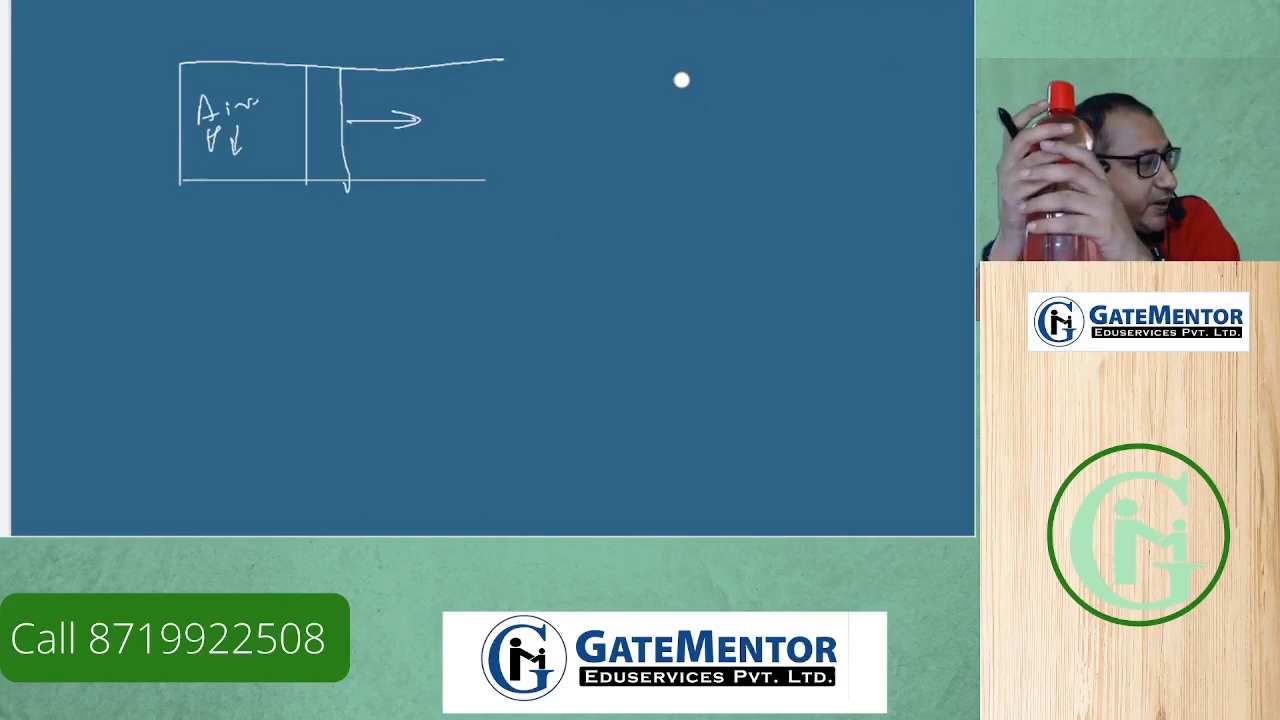 Air
GATEMENTOR
EDUSERVICES PVT. LTD.
Call 8719922508
GATEMENTOR
EDUSERVICES PVT. LTD.